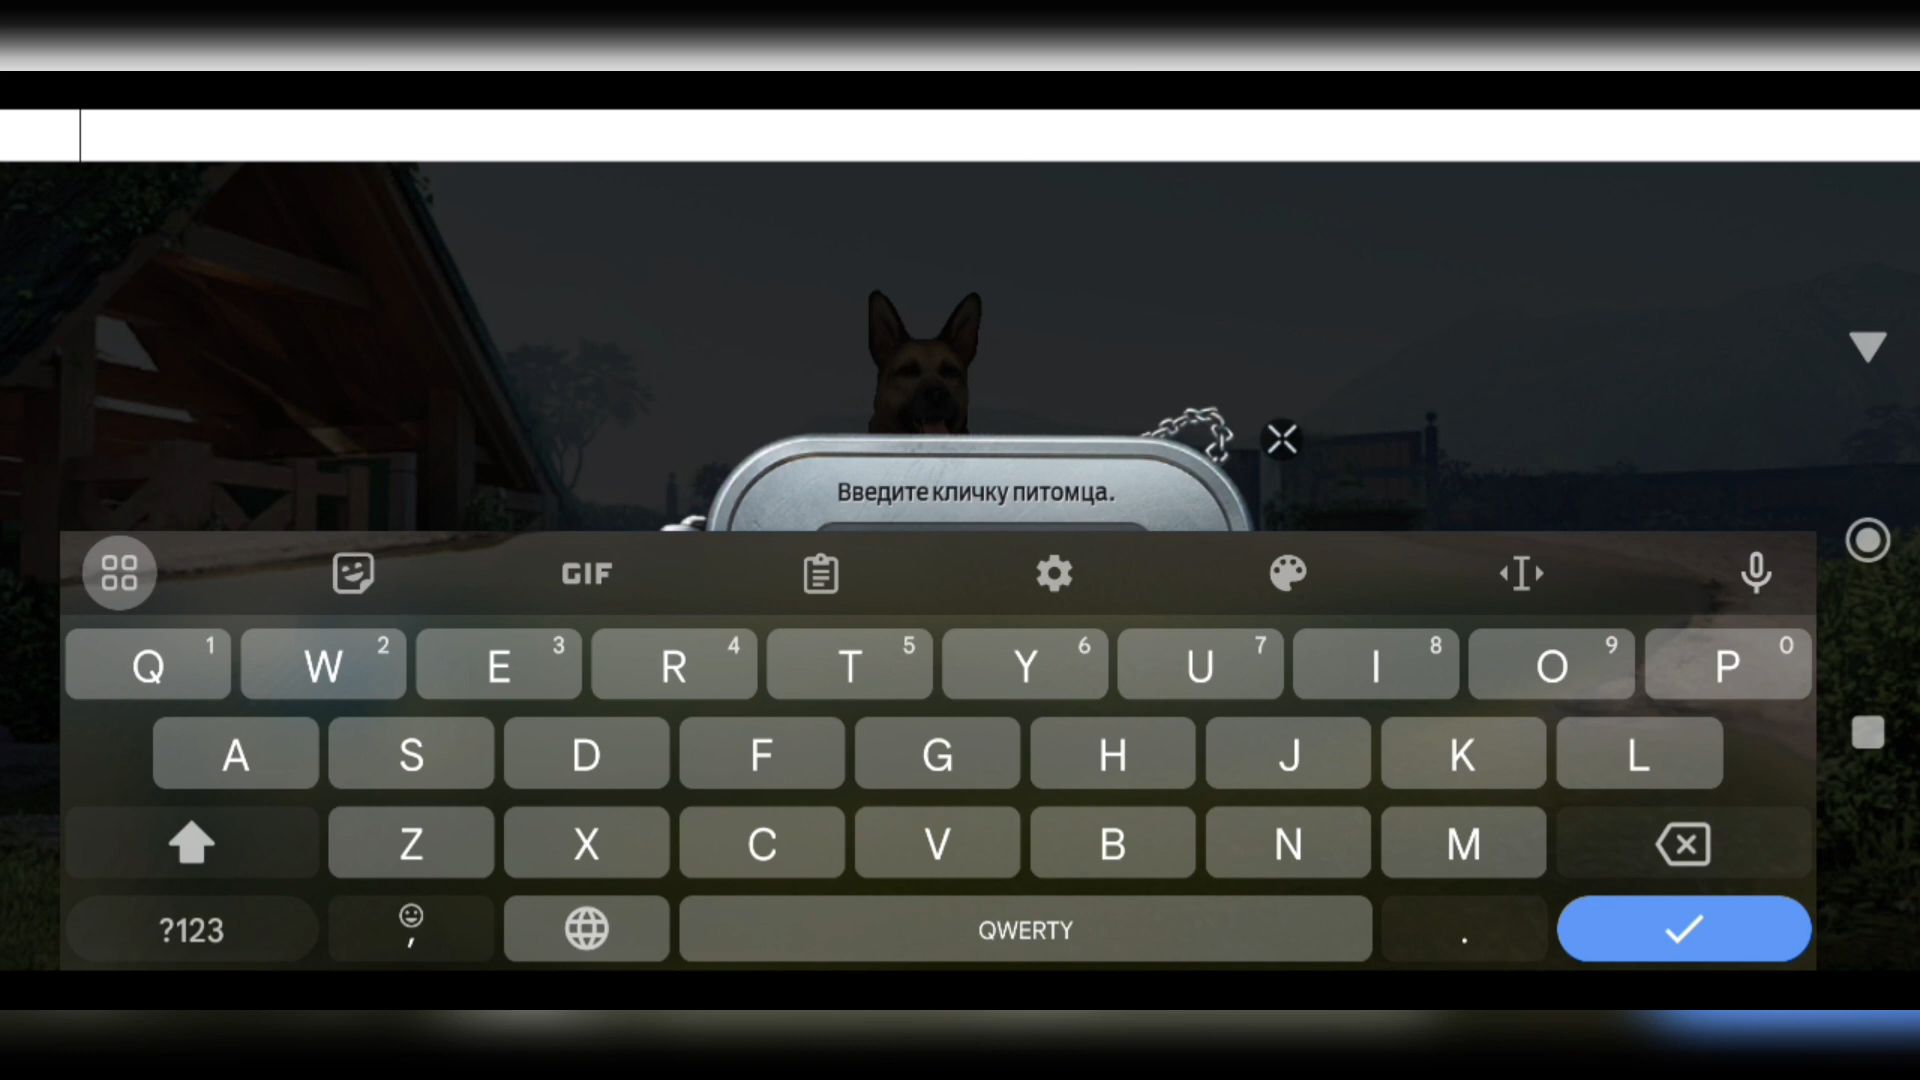 Введите кличку питомца.
GIF
Q 1 W 2 E 3 R 4 T 5 Y 6 U 7 I 8 O 9 P 0
A S D F G H J K L
Z X C V B N M
?123 , QWERTY .